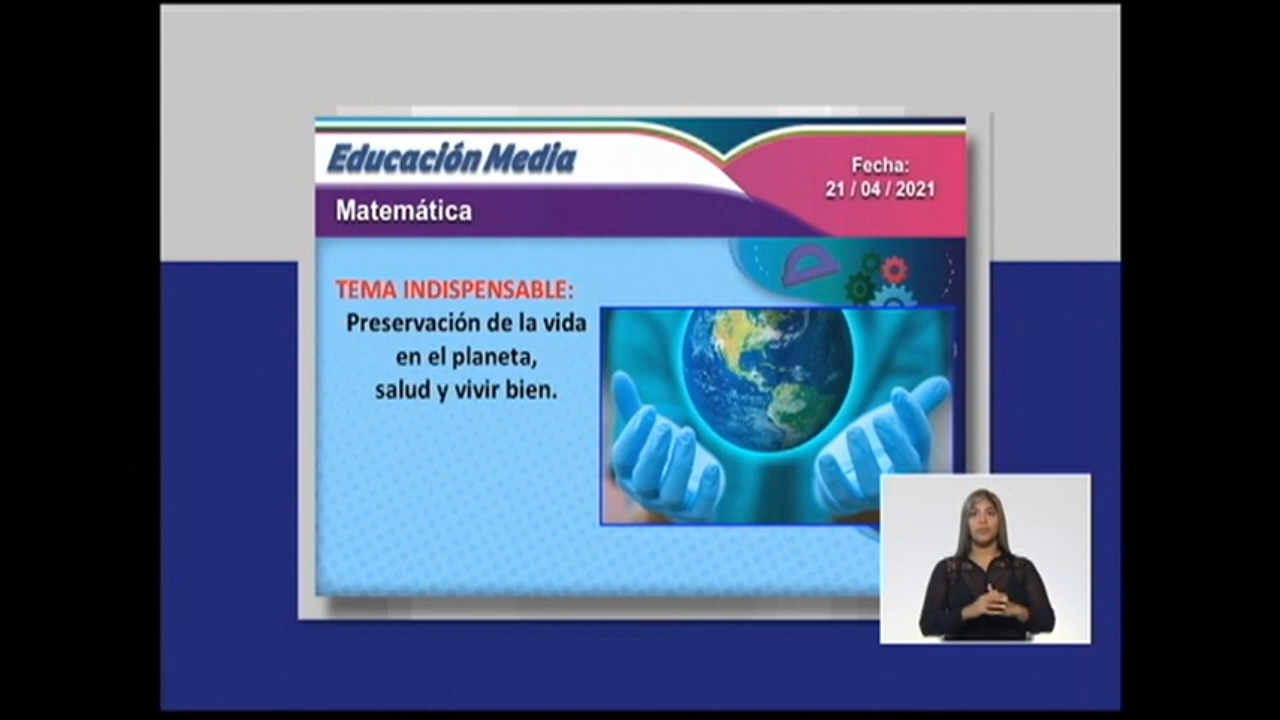 Educación Media
Fecha:
21 / 04 / 2021
Matemática
TEMA INDISPENSABLE:
Preservación de la vida
en el planeta,
salud y vivir bien.